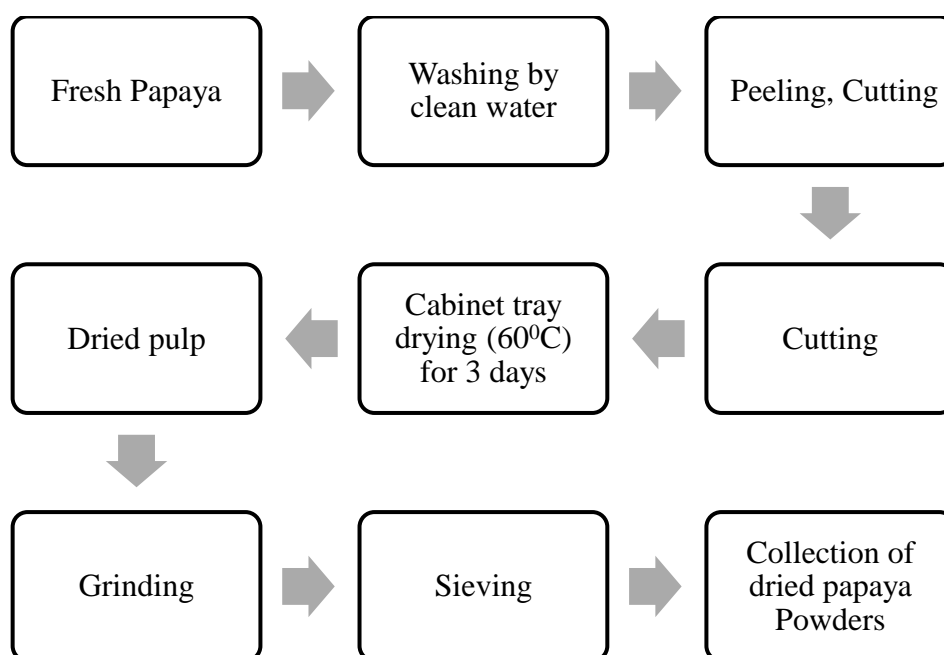 Fresh Papaya
Washing by
clean water
Peeling, Cutting
Cutting
Cabinet tray
drying (60⁰C)
for 3 days
Dried pulp
Grinding
Sieving
Collection of
dried papaya
Powders